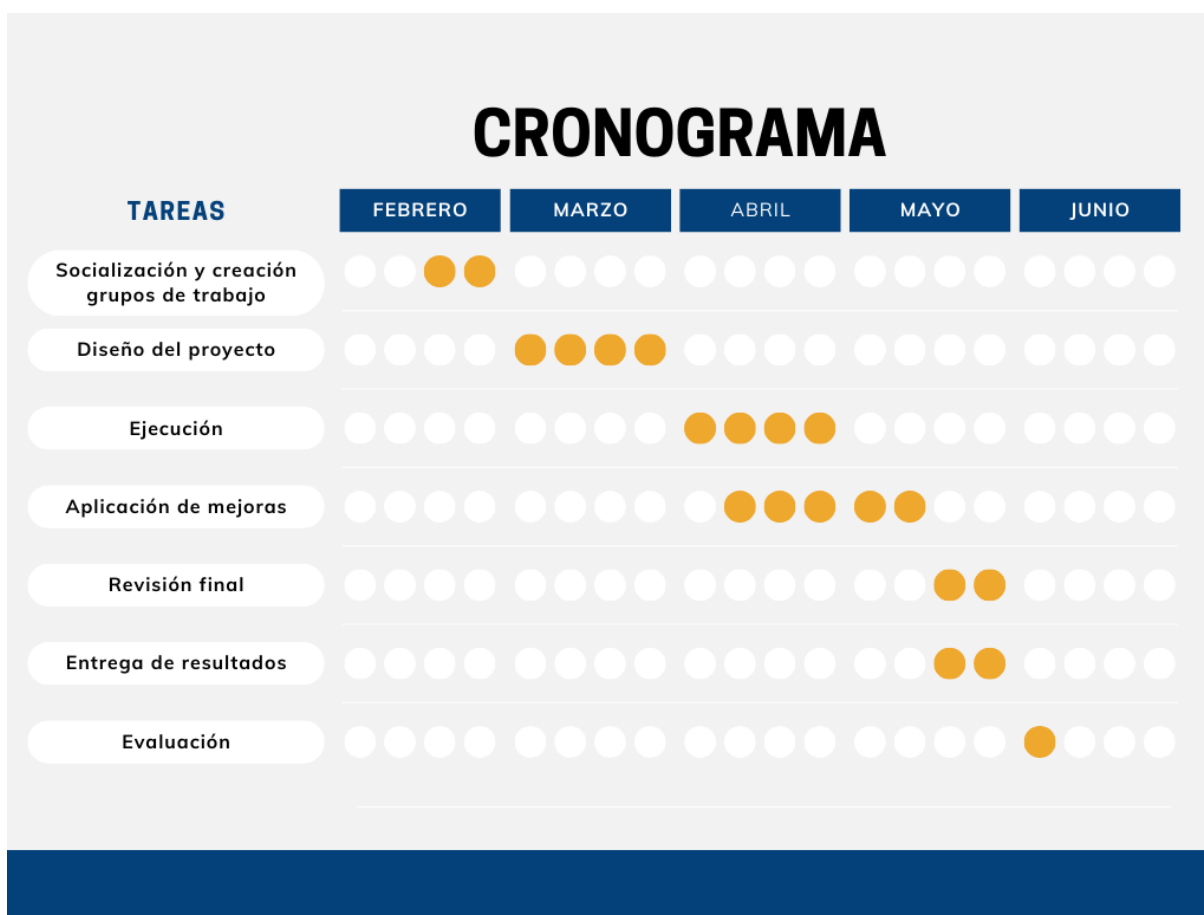 CRONOGRAMA
TAREAS
FEBRERO
MARZO
ABRIL
MAYO
JUNIO
Socialización y creación
grupos de trabajo
Diseño del proyecto
Ejecución
Aplicación de mejoras
Revisión final
Entrega de resultados
Evaluación